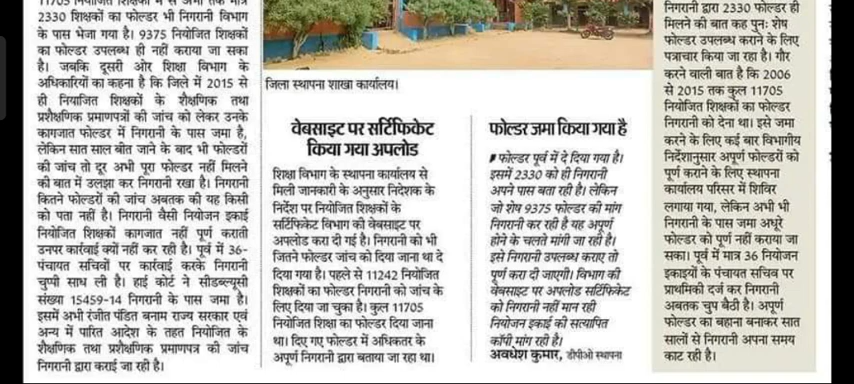 11705 नियोजित शिक्षकों में से अभी तक मात्र
2330 शिक्षकों का फोल्डर भी निगरानी विभाग
के पास भेजा गया है। 9375 नियोजित शिक्षकों
का फोल्डर उपलब्ध ही नहीं कराया जा सका
है। जबकि दूसरी ओर शिक्षा विभाग के
अधिकारियों का कहना है कि जिले में 2015 से
ही नियाजित शिक्षकों के शैक्षणिक तथा
प्रशैक्षणिक प्रमाणपत्रों की जांच को लेकर उनके
कागजात फोल्डर में निगरानी के पास जमा है,
लेकिन सात साल बीत जाने के बाद भी फोल्डरों
की जांच तो दूर अभी पूरा फोल्डर नहीं मिलने
की बात में उलझा कर निगरानी रखा है। निगरानी
कितने फोल्डरों की जांच अबतक की यह किसी
को पता नहीं है। निगरानी वैसी नियोजन इकाई
नियोजित शिक्षकों कागजात नहीं पूर्ण कराती
उनपर कार्रवाई क्यों नहीं कर रही है। पूर्व में 36-
पंचायत सचिवों पर कार्रवाई करके निगरानी
चुप्पी साध ली है। हाई कोर्ट ने सीडब्ल्यूसी
संख्या 15459-14 निगरानी के पास जमा है।
इसमें अभी रंजीत पंडित बनाम राज्य सरकार एवं
अन्य में पारित आदेश के तहत नियोजित के
शैक्षणिक तथा प्रशैक्षणिक प्रमाणपत्र की जांच
निगरानी द्वारा कराई जा रही है।
जिला स्थापना शाखा कार्यालय।
वेबसाइट पर सर्टिफिकेट
किया गया अपलोड
शिक्षा विभाग के स्थापना कार्यालय से
मिली जानकारी के अनुसार निदेशक के
निर्देश पर नियोजित शिक्षकों के
सर्टिफिकेट विभाग की वेबसाइट पर
अपलोड करा दी गई है। निगरानी को भी
जितने फोल्डर जांच को दिया जाना था दे
दिया गया है। पहले से 11242 नियोजित
शिक्षकों का फोल्डर निगरानी को जांच के
लिए दिया जा चुका है। कुल 11705
नियोजित शिक्षा का फोल्डर दिया जाना
था। दिए गए फोल्डर में अधिकतर के
अपूर्ण निगरानी द्वारा बताया जा रहा था।
फोल्डर जमा किया गया है
फोल्डर पूर्व में दे दिया गया है।
इसमें 2330 को ही निगरानी
अपने पास बता रही है। लेकिन
जो शेष 9375 फोल्डर की मांग
निगरानी कर रही है यह अपूर्ण
होने के चलते मांगी जा रही है।
इसे निगरानी उपलब्ध कराए तो
पूर्ण करा दी जाएगी। विभाग की
वेबसाइट पर अपलोड सर्टिफिकेट
को निगरानी नहीं मान रही
नियोजन इकाई की सत्यापित
कॉपी मांग रही है।
अवधेश कुमार, डीपीओ स्थापना
निगरानी द्वारा 2330 फोल्डर ही
मिलने की बात कह पुनः शेष
फोल्डर उपलब्ध कराने के लिए
पत्राचार किया जा रहा है। गौर
करने वाली बात है कि 2006
से 2015 तक कुल 11705
नियोजित शिक्षकों का फोल्डर
निगरानी को देना था। इसे जमा
करने के लिए कई बार विभागीय
निर्देशानुसार अपूर्ण फोल्डरों को
पूर्ण कराने के लिए स्थापना
कार्यालय परिसर में शिविर
लगाया गया, लेकिन अभी भी
निगरानी के पास जमा अधूरे
फोल्डर को पूर्ण नहीं कराया जा
सका। पूर्व में मात्र 36 नियोजन
इकाइयों के पंचायत सचिव पर
प्राथमिकी दर्ज कर निगरानी
अबतक चुप बैठी है। अपूर्ण
फोल्डर का बहाना बनाकर सात
सालों से निगरानी अपना समय
काट रही है।